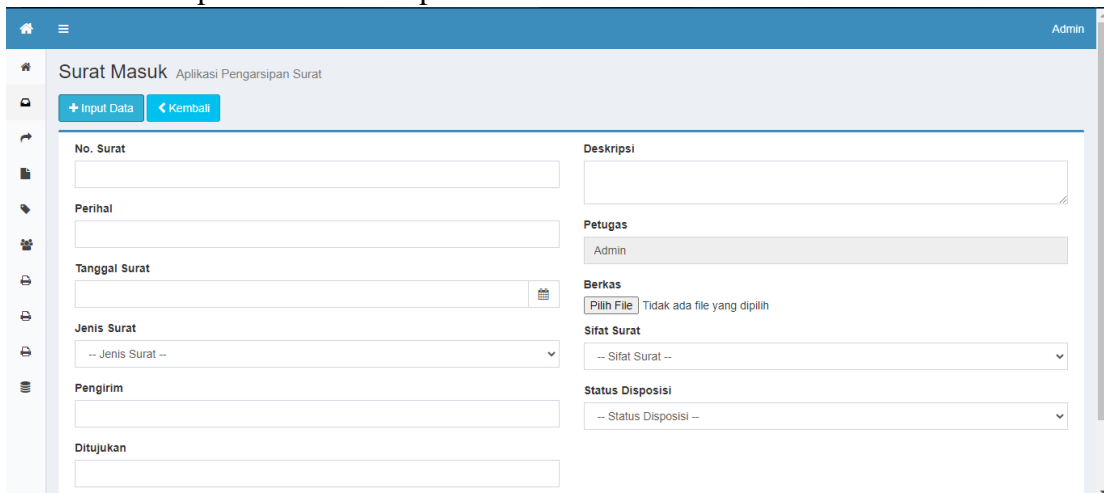 Admin
Surat Masuk Aplikasi Pengarsipan Surat
Input Data
Kembali
No. Surat
Perihal
Tanggal Surat
Jenis Surat
-- Jenis Surat --
Pengirim
Ditujukan
Deskripsi
Petugas
Admin
Berkas
Pilih File Tidak ada file yang dipilih
Sifat Surat
-- Sifat Surat --
Status Disposisi
-- Status Disposisi --